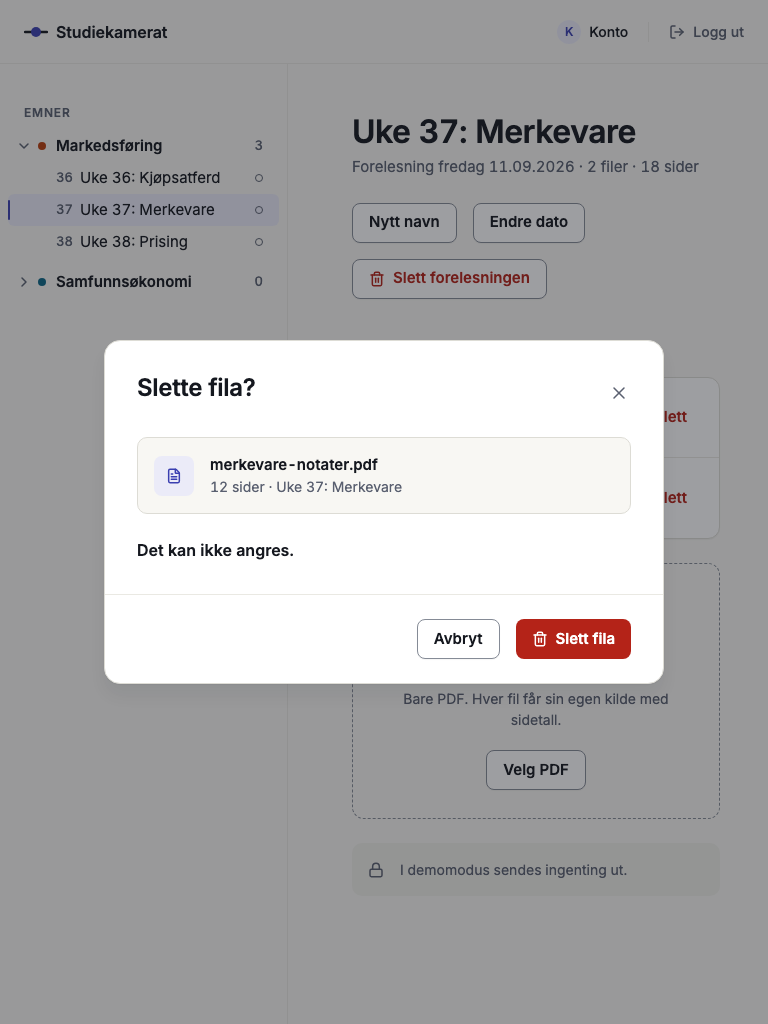 Studiekamerat
K Konto
Logg ut
EMNER
Markedsføring 3
36 Uke 36: Kjøpsatferd
37 Uke 37: Merkevare
38 Uke 38: Prising
Samfunnsøkonomi 0
Uke 37: Merkevare
Forelesning fredag 11.09.2026 · 2 filer · 18 sider
Nytt navn
Endre dato
Slett forelesningen
lett
lett
Slette fila?
merkevare-notater.pdf
12 sider · Uke 37: Merkevare
Det kan ikke angres.
Avbryt
Slett fila
Bare PDF. Hver fil får sin egen kilde med
sidetall.
Velg PDF
I demomodus sendes ingenting ut.